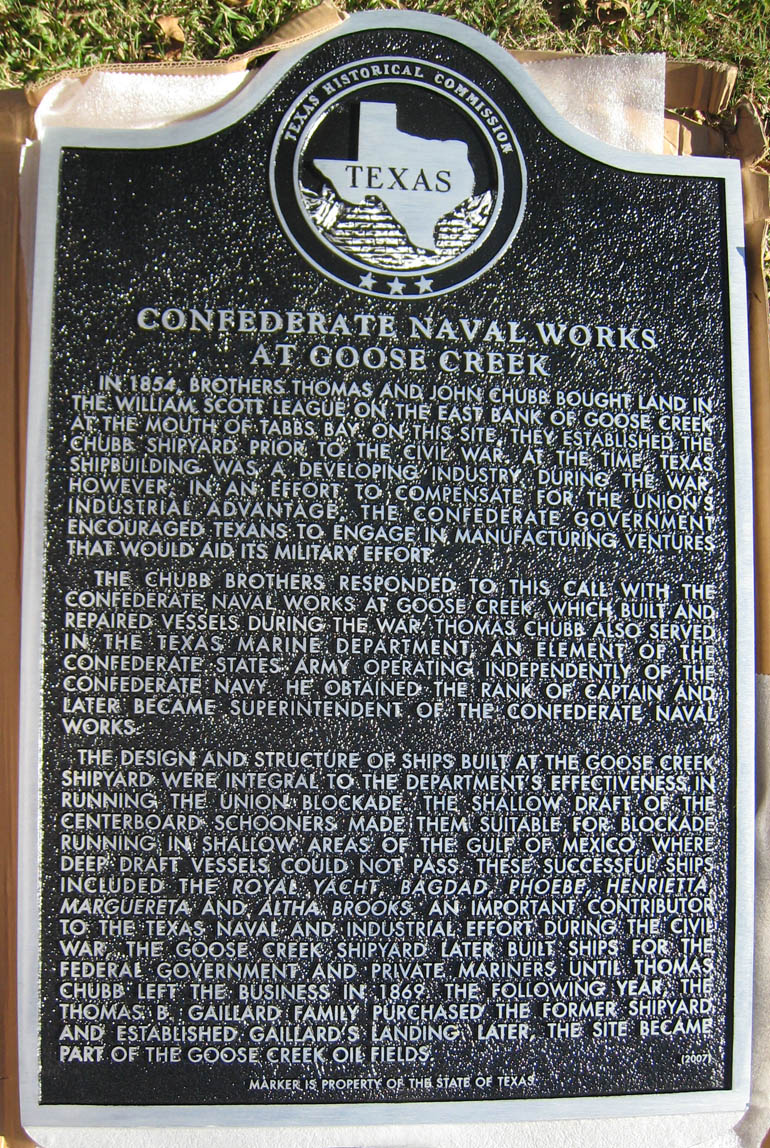 TEXAS HISTORICAL COMMISSION
TEXAS
CONFEDERATE NAVAL WORKS
AT GOOSE CREEK
IN 1854, BROTHERS THOMAS AND JOHN CHUBB BOUGHT LAND IN
THE WILLIAM SCOTT LEAGUE ON THE EAST BANK OF GOOSE CREEK
AT THE MOUTH OF TABBS BAY. ON THIS SITE, THEY ESTABLISHED THE
CHUBB SHIPYARD PRIOR TO THE CIVIL WAR. AT THE TIME, TEXAS
SHIPBUILDING WAS A DEVELOPING INDUSTRY. DURING THE WAR,
HOWEVER, IN AN EFFORT TO COMPENSATE FOR THE UNION'S
INDUSTRIAL ADVANTAGE, THE CONFEDERATE GOVERNMENT
ENCOURAGED TEXANS TO ENGAGE IN MANUFACTURING VENTURES
THAT WOULD AID ITS MILITARY EFFORT.
THE CHUBB BROTHERS RESPONDED TO THIS CALL WITH THE
CONFEDERATE NAVAL WORKS AT GOOSE CREEK, WHICH BUILT AND
REPAIRED VESSELS DURING THE WAR. THOMAS CHUBB ALSO SERVED
IN THE TEXAS MARINE DEPARTMENT, AN ELEMENT OF THE
CONFEDERATE STATES ARMY OPERATING INDEPENDENTLY OF THE
CONFEDERATE NAVY. HE OBTAINED THE RANK OF CAPTAIN AND
LATER BECAME SUPERINTENDENT OF THE CONFEDERATE NAVAL
WORKS.
THE DESIGN AND STRUCTURE OF SHIPS BUILT AT THE GOOSE CREEK
SHIPYARD WERE INTEGRAL TO THE DEPARTMENT'S EFFECTIVENESS IN
RUNNING THE UNION BLOCKADE. THE SHALLOW DRAFT OF THE
CENTERBOARD SCHOONERS MADE THEM SUITABLE FOR BLOCKADE
RUNNING IN SHALLOW AREAS OF THE GULF OF MEXICO, WHERE
DEEP DRAFT VESSELS COULD NOT PASS. THESE SUCCESSFUL SHIPS
INCLUDED THE ROYAL YACHT, BAGDAD, PHOEBE, HENRIETTA,
MARGUERETA AND ALTHA BROOKS. AN IMPORTANT CONTRIBUTOR
TO THE TEXAS NAVAL AND INDUSTRIAL EFFORT DURING THE CIVIL
WAR, THE GOOSE CREEK SHIPYARD LATER BUILT SHIPS FOR THE
FEDERAL GOVERNMENT AND PRIVATE MARINERS UNTIL THOMAS
CHUBB LEFT THE BUSINESS IN 1869. THE FOLLOWING YEAR, THE
THOMAS B. GAILLARD FAMILY PURCHASED THE FORMER SHIPYARD
AND ESTABLISHED GAILLARD'S LANDING. LATER, THE SITE BECAME
PART OF THE GOOSE CREEK OIL FIELDS.
(2007)
MARKER IS PROPERTY OF THE STATE OF TEXAS